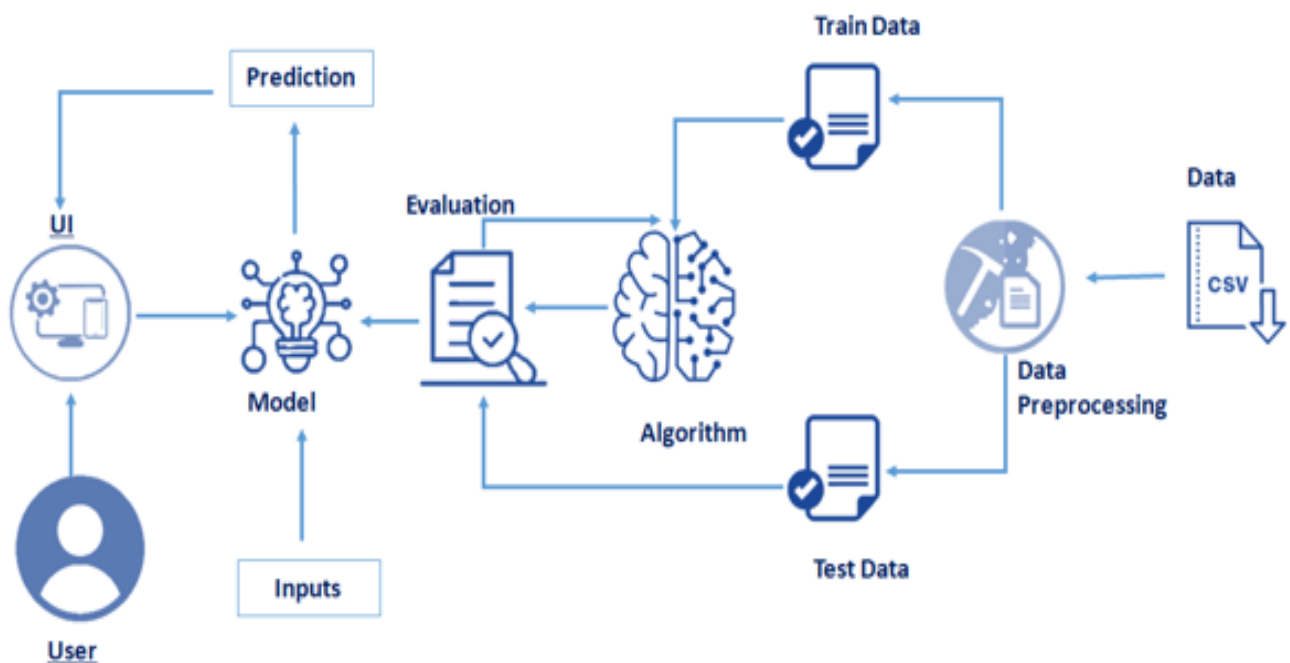 Train Data
Prediction
Data
Evaluation
UI
CSV
Model
Data
Preprocessing
Algorithm
Inputs
Test Data
User